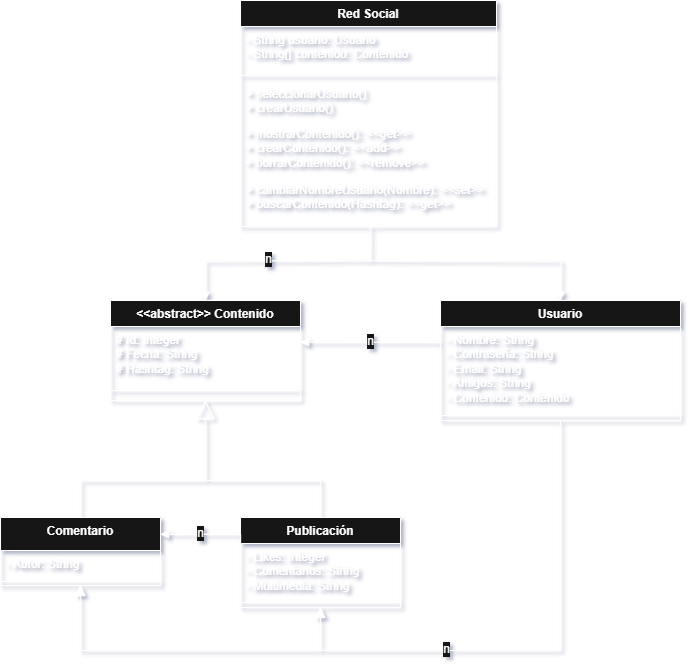 Red Social
- String usuario: Usuario
- String[] contenido: Contenido
+ seleccionarUsuario()
+ crearUsuario()
+ mostrarContenido(): <<get>>
+ crearContenido(): <<add>>
+ borrarContenido(): <<remove>>
+ cambiarNombreUsuario(Nombre): <<set>>
+ buscarContenido(HashTag): <<get>>
n
<<abstract>> Contenido
# Id: Integer
# Fecha: String
# Hashtag: String
n
Usuario
- Nombre: String
- Contraseña: String
- Email: String
- Amigos: String
- Contenido: Contenido
Comentario
- Autor: String
n
Publicación
- Likes: Integer
- Comentarios: String
- Multimedia: String
n